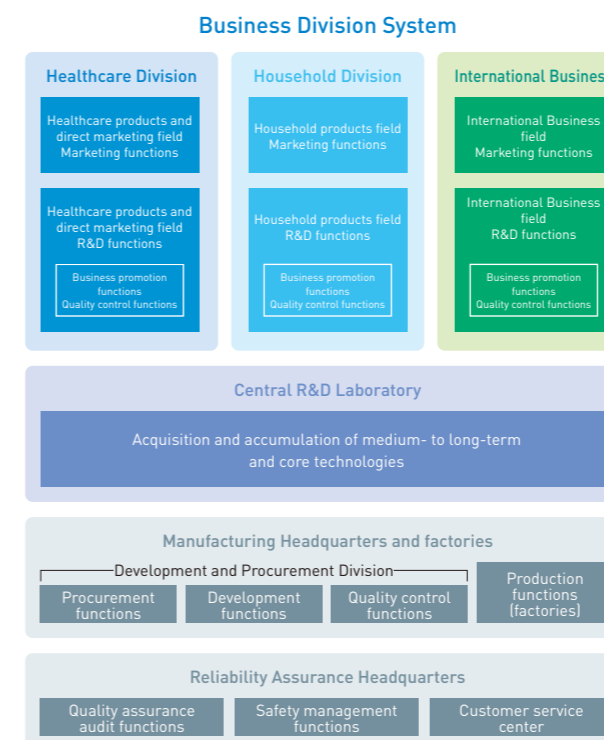 Business Division System
Healthcare Division
Healthcare products and
direct marketing field
Marketing functions
Healthcare products and
direct marketing field
R&D functions
Business promotion
functions
Quality control functions
Household Division
Household products field
Marketing functions
Household products field
R&D functions
Business promotion
functions
Quality control functions
International Busines
International Business
field
Marketing functions
International Business
field
R&D functions
Business promotion
functions
Quality control functions
Central R&D Laboratory
Acquisition and accumulation of medium- to long-term
and core technologies
Manufacturing Headquarters and factories
Development and Procurement Division
Procurement
functions
Development
functions
Quality control
functions
Production
functions
(factories)
Reliability Assurance Headquarters
Quality assurance
audit functions
Safety management
functions
Customer service
center